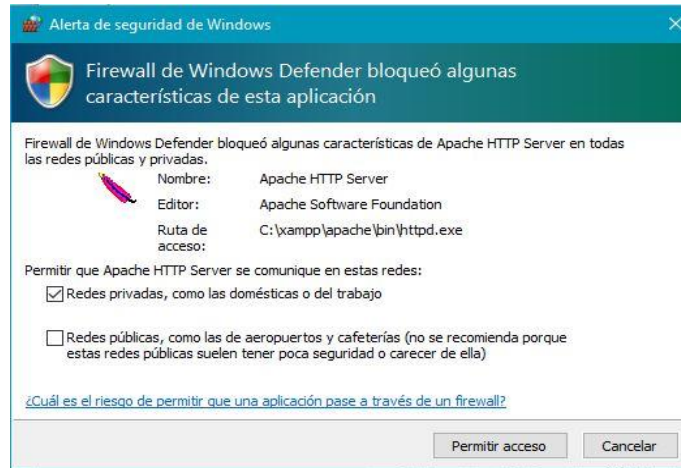 Alerta de seguridad de Windows
Firewall de Windows Defender bloqueó algunas
características de esta aplicación
Firewall de Windows Defender bloqueó algunas características de Apache HTTP Server en todas
las redes públicas y privadas.
Nombre: Apache HTTP Server
Editor: Apache Software Foundation
Ruta de acceso: C:\xampp\apache\bin\httpd.exe
Permitir que Apache HTTP Server se comunique en estas redes:
Redes privadas, como las domésticas o del trabajo
Redes públicas, como las de aeropuertos y cafeterías (no se recomienda porque
estas redes públicas suelen tener poca seguridad o carecer de ella)
¿Cuál es el riesgo de permitir que una aplicación pase a través de un firewall?
Permitir acceso Cancelar